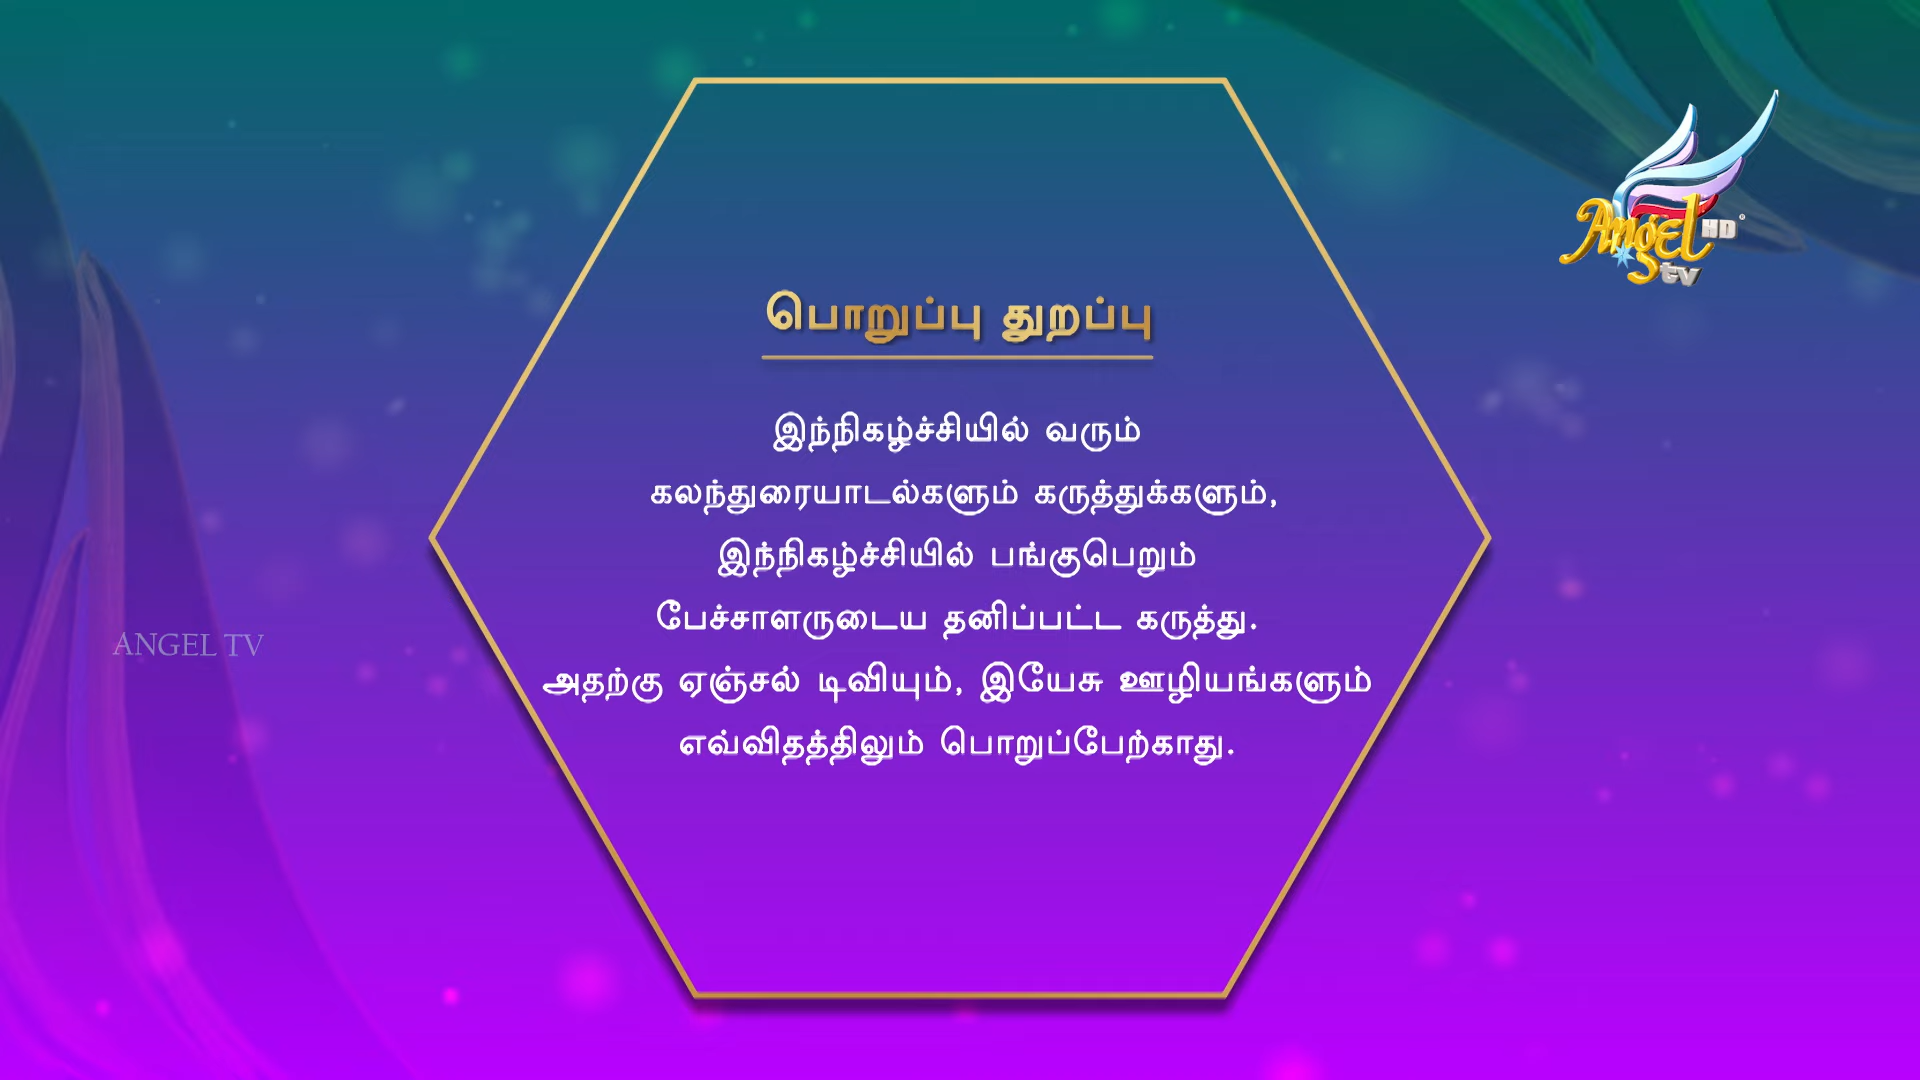 Angel HD
tv
பொறுப்பு துறப்பு
இந்நிகழ்ச்சியில் வரும்
கலந்துரையாடல்களும் கருத்துக்களும்,
இந்நிகழ்ச்சியில் பங்குபெறும்
பேச்சாளருடைய தனிப்பட்ட கருத்து.
அதற்கு ஏஞ்சல் டிவியும், இயேசு ஊழியங்களும்
எவ்விதத்திலும் பொறுப்பேற்காது.
ANGEL TV